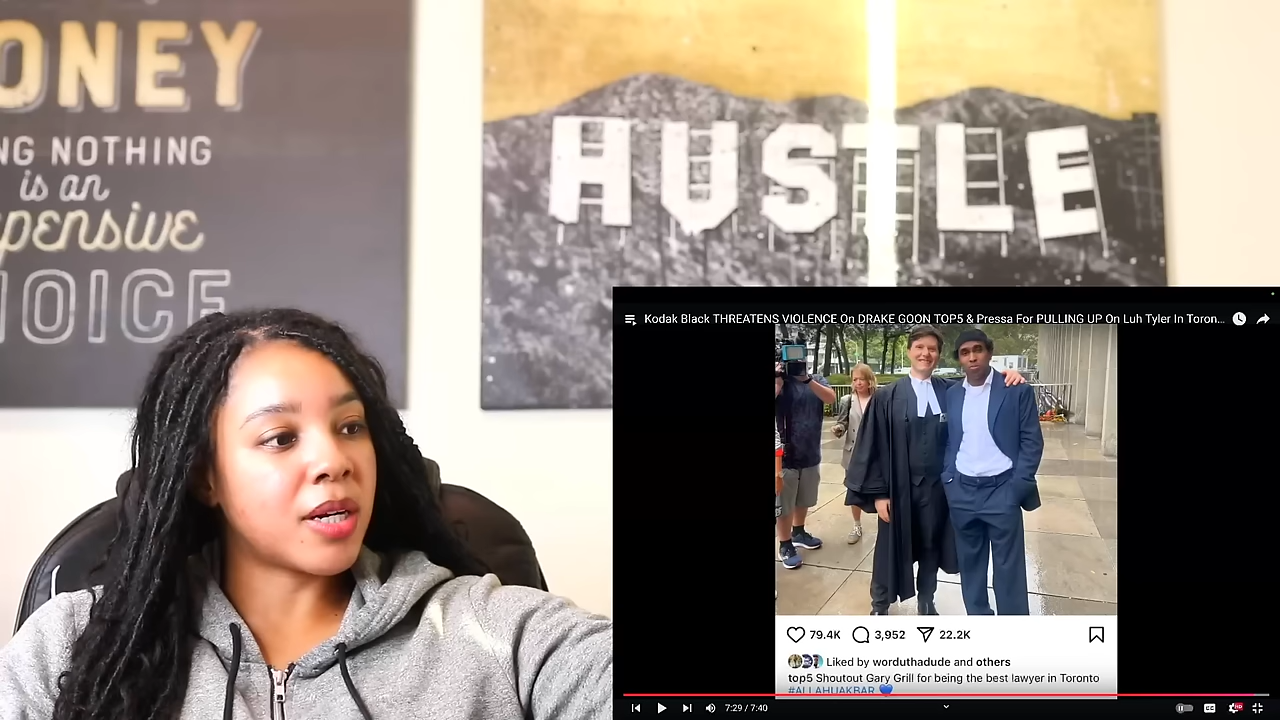 ONEY
NG NOTHING
is an
pensive
HOICE
HUSTLE
Kodak Black THREATENS VIOLENCE On DRAKE GOON TOP5 & Pressa For PULLING UP On Luh Tyler In Toron...
79.4K 3,952 22.2K
Liked by worduthadude and others
top5 Shoutout Gary Grill for being the best lawyer in Toronto
#ALLAHUAKBAR 💙
7:29 / 7:40